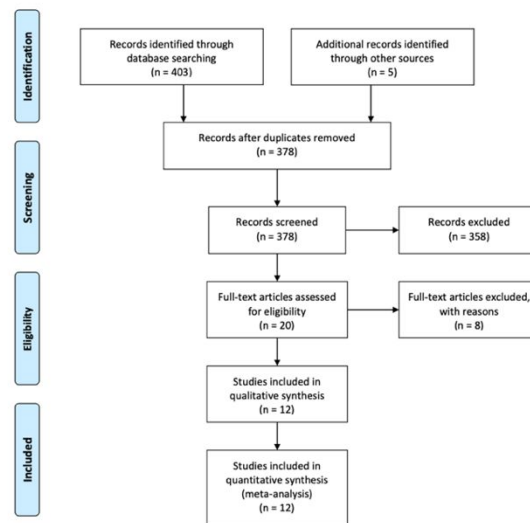 Identification
Records identified through
database searching
(n = 403)
Additional records identified
through other sources
(n = 5)
Records after duplicates removed
(n = 378)
Screening
Records screened
(n = 378)
Records excluded
(n = 358)
Eligibility
Full-text articles assessed
for eligibility
(n = 20)
Full-text articles excluded,
with reasons
(n = 8)
Studies included in
qualitative synthesis
(n = 12)
Included
Studies included in
quantitative synthesis
(meta-analysis)
(n = 12)